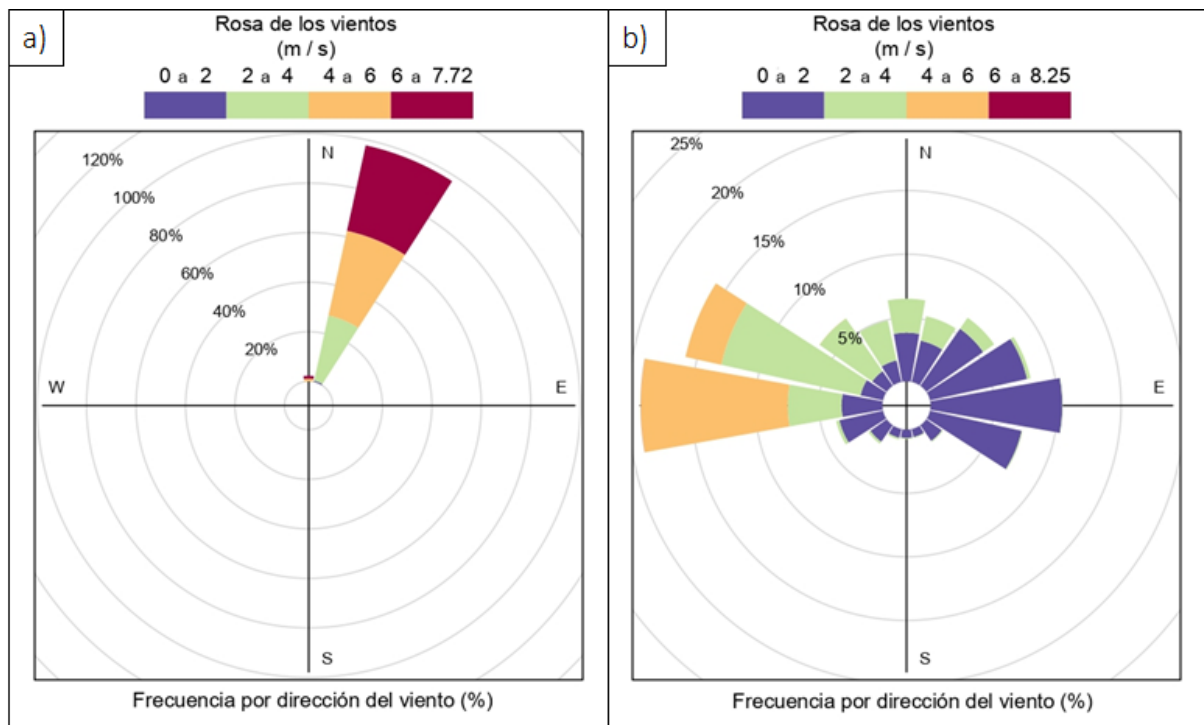 a)
Rosa de los vientos
(m / s)
0 a 2 2 a 4 4 a 6 6 a 7.72
N
120%
100%
80%
60%
40%
20%
W
E
S
Frecuencia por dirección del viento (%)
b)
Rosa de los vientos
(m / s)
0 a 2 2 a 4 4 a 6 6 a 8.25
25%
N
20%
15%
10%
5%
W
E
S
Frecuencia por dirección del viento (%)